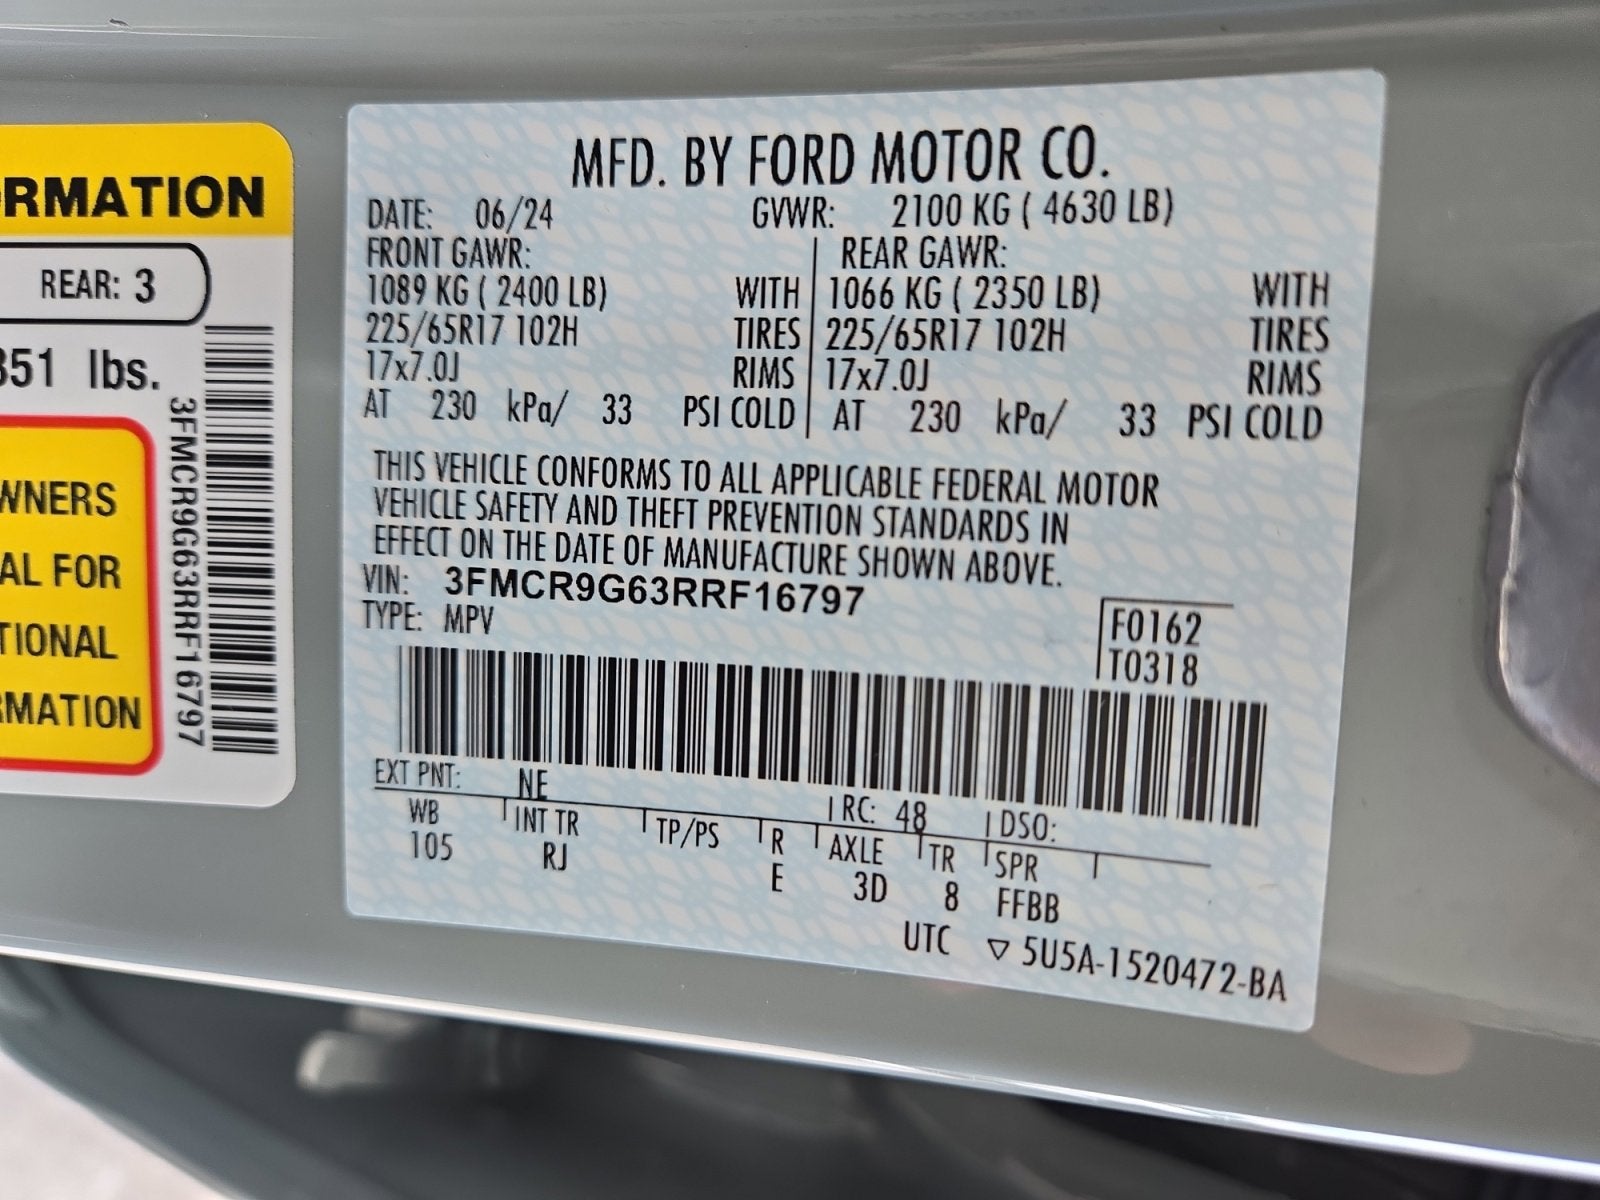 RMATION
REAR: 3
351 lbs.
WNERS
AL FOR
TIONAL
RMATION
3FMCR9G63RRF16797
MFD. BY FORD MOTOR CO.
DATE: 06/24 GVWR: 2100 KG ( 4630 LB)
FRONT GAWR: REAR GAWR:
1089 KG ( 2400 LB) WITH 1066 KG ( 2350 LB) WITH
225/65R17 102H TIRES 225/65R17 102H TIRES
17x7.0J RIMS 17x7.0J RIMS
AT 230 kPa/ 33 PSI COLD AT 230 kPa/ 33 PSI COLD
THIS VEHICLE CONFORMS TO ALL APPLICABLE FEDERAL MOTOR
VEHICLE SAFETY AND THEFT PREVENTION STANDARDS IN
EFFECT ON THE DATE OF MANUFACTURE SHOWN ABOVE.
VIN: 3FMCR9G63RRF16797
TYPE: MPV
F0162
T0318
EXT PNT: NE RC: 48 DSO:
WB INT TR TP/PS R AXLE TR SPR
105 RJ E 3D 8 FFBB
UTC ▽ 5U5A-1520472-BA